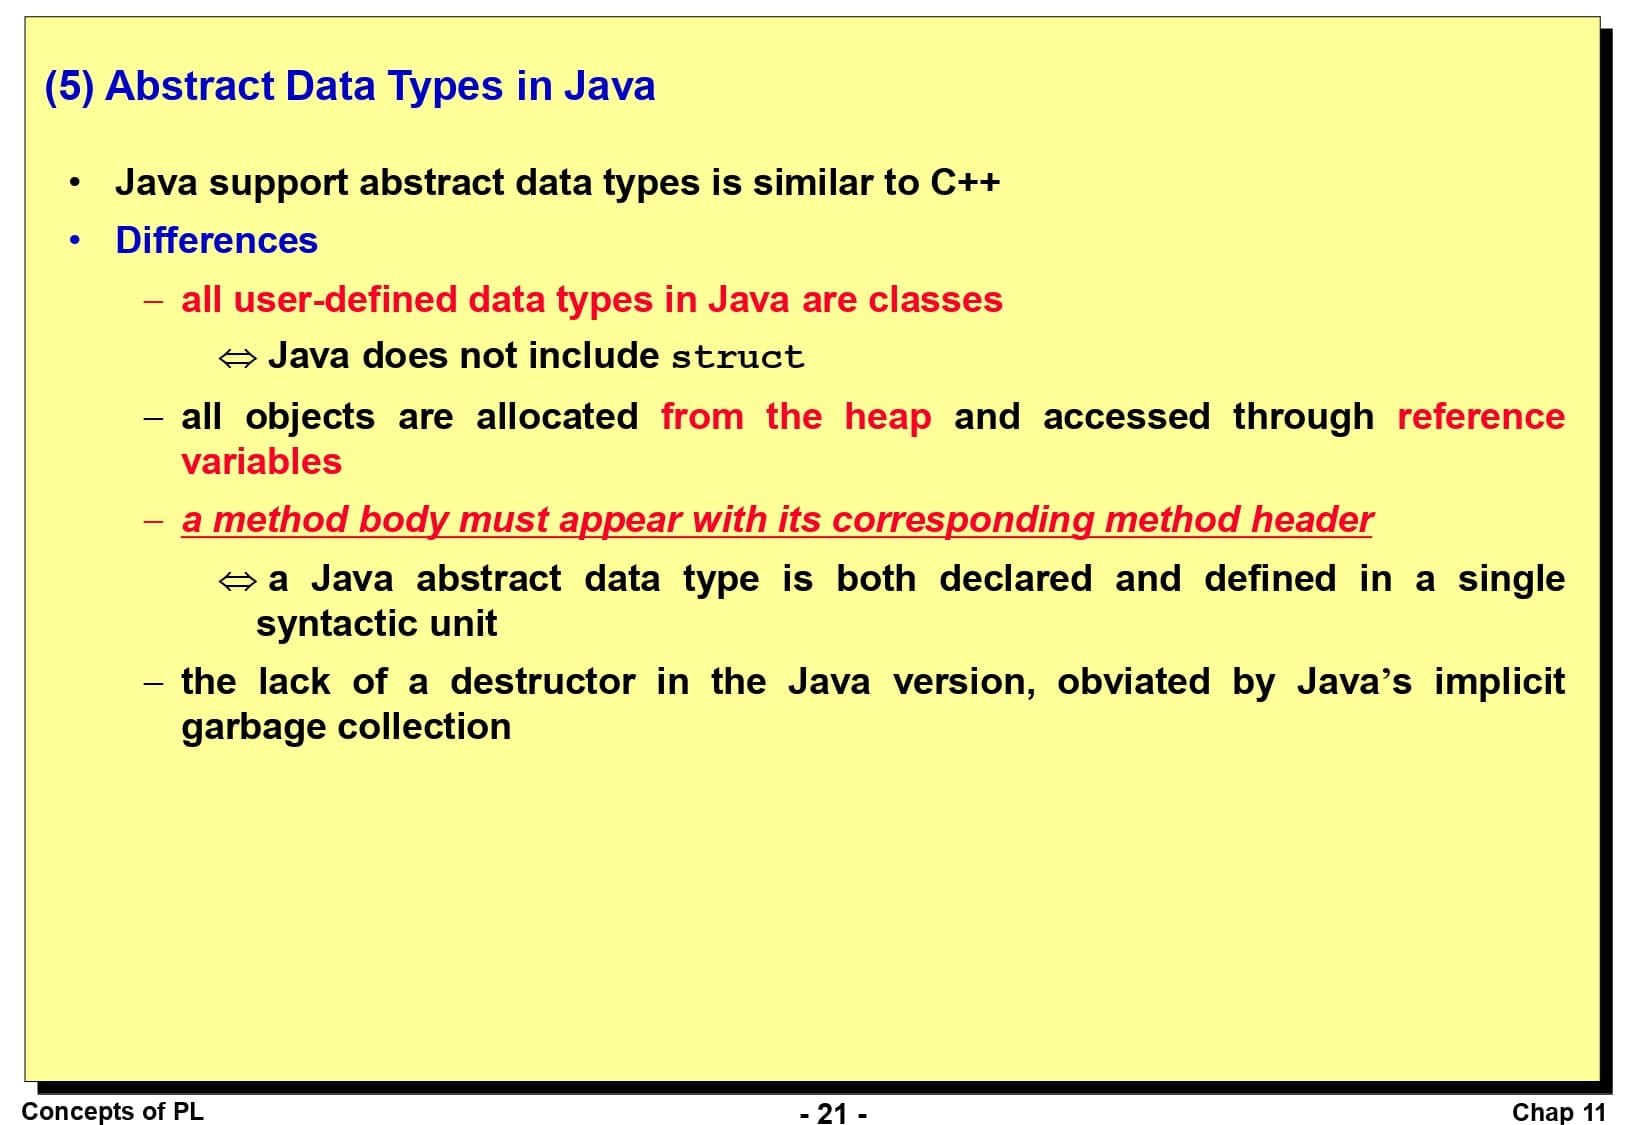 (5) Abstract Data Types in Java
• Java support abstract data types is similar to C++
• Differences
– all user-defined data types in Java are classes
⇔ Java does not include struct
– all objects are allocated from the heap and accessed through reference
variables
– a method body must appear with its corresponding method header
⇔ a Java abstract data type is both declared and defined in a single
syntactic unit
– the lack of a destructor in the Java version, obviated by Java’s implicit
garbage collection
Concepts of PL
- 21 -
Chap 11